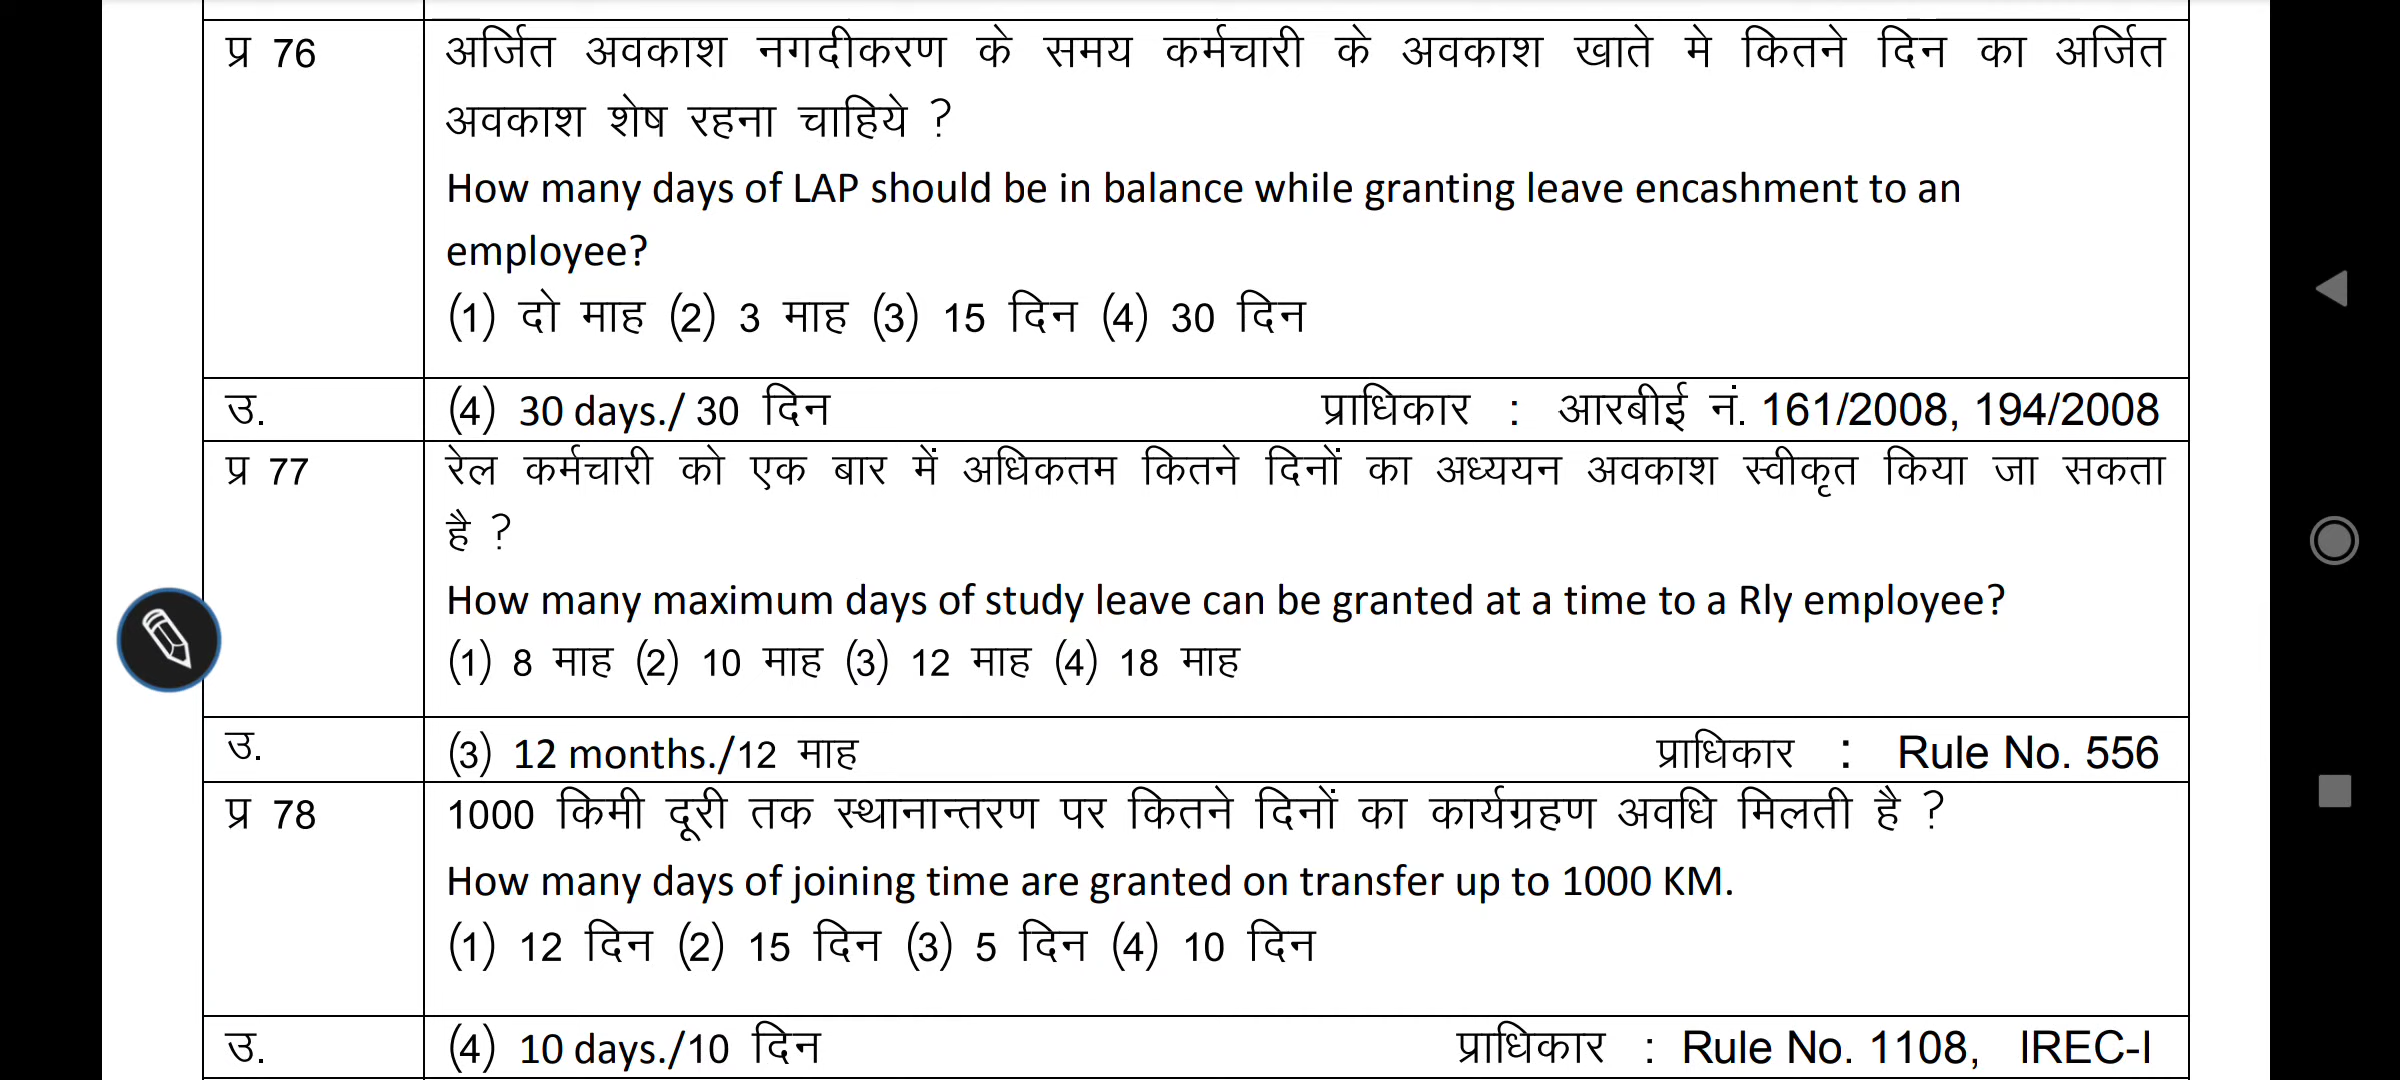 प्र 76
अर्जित अवकाश नगदीकरण के समय कर्मचारी के अवकाश खाते मे कितने दिन का अर्जित
अवकाश शेष रहना चाहिये ?
How many days of LAP should be in balance while granting leave encashment to an
employee?
(1) दो माह (2) 3 माह (3) 15 दिन (4) 30 दिन
उ. (4) 30 days./ 30 दिन प्राधिकार : आरबीई नं. 161/2008, 194/2008
प्र 77
रेल कर्मचारी को एक बार में अधिकतम कितने दिनों का अध्ययन अवकाश स्वीकृत किया जा सकता
है ?
How many maximum days of study leave can be granted at a time to a Rly employee?
(1) 8 माह (2) 10 माह (3) 12 माह (4) 18 माह
उ. (3) 12 months./12 माह प्राधिकार : Rule No. 556
प्र 78
1000 किमी दूरी तक स्थानान्तरण पर कितने दिनों का कार्यग्रहण अवधि मिलती है ?
How many days of joining time are granted on transfer up to 1000 KM.
(1) 12 दिन (2) 15 दिन (3) 5 दिन (4) 10 दिन
उ. (4) 10 days./10 दिन प्राधिकार : Rule No. 1108, IREC-I